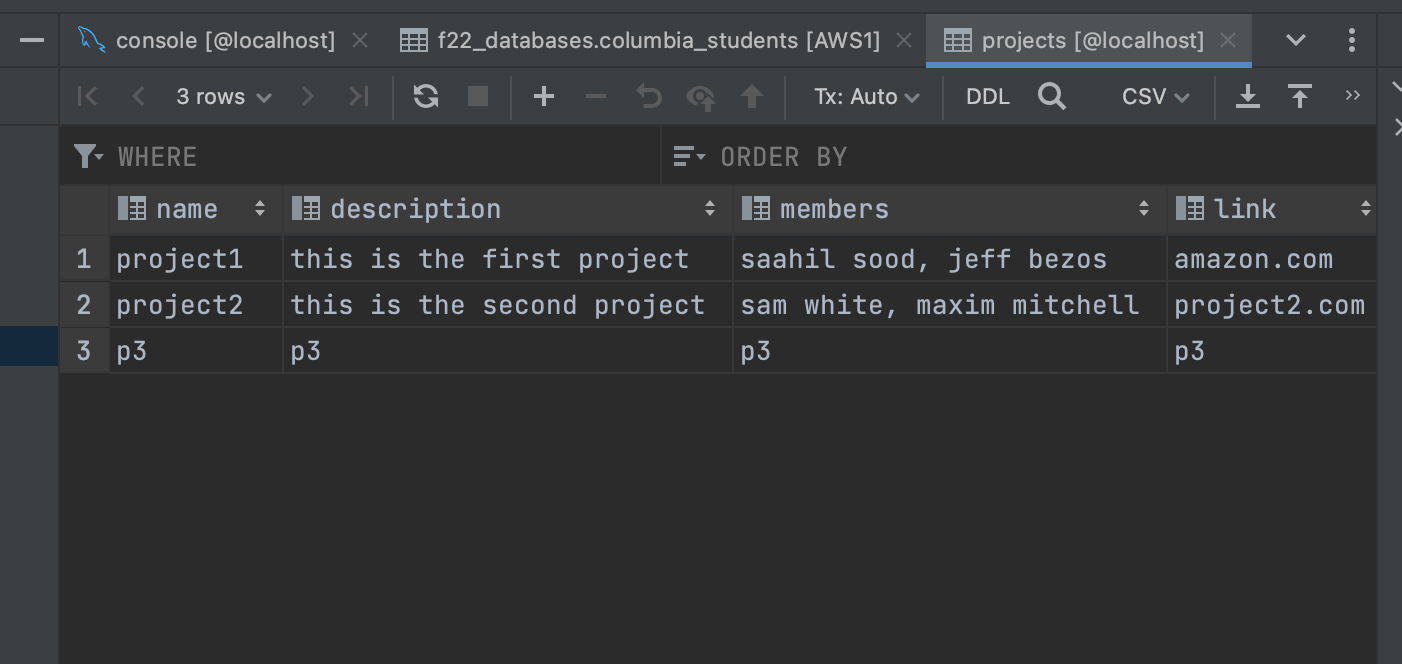 console [@localhost] f22_databases.columbia_students [AWS1] projects [@localhost]
3 rows Tx: Auto DDL CSV
WHERE ORDER BY
name description members link
1 project1 this is the first project saahil sood, jeff bezos amazon.com
2 project2 this is the second project sam white, maxim mitchell project2.com
3 p3 p3 p3 p3